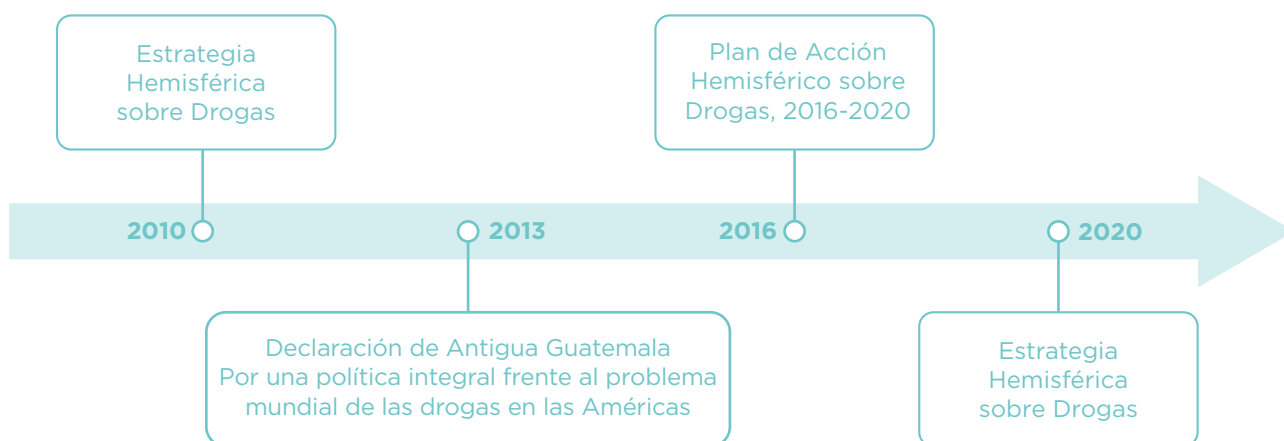 Estrategia
Hemisférica
sobre Drogas
Plan de Acción
Hemisférico sobre
Drogas, 2016-2020
2010
2013
2016
2020
Declaración de Antigua Guatemala
Por una política integral frente al problema
mundial de las drogas en las Américas
Estrategia
Hemisférica
sobre Drogas